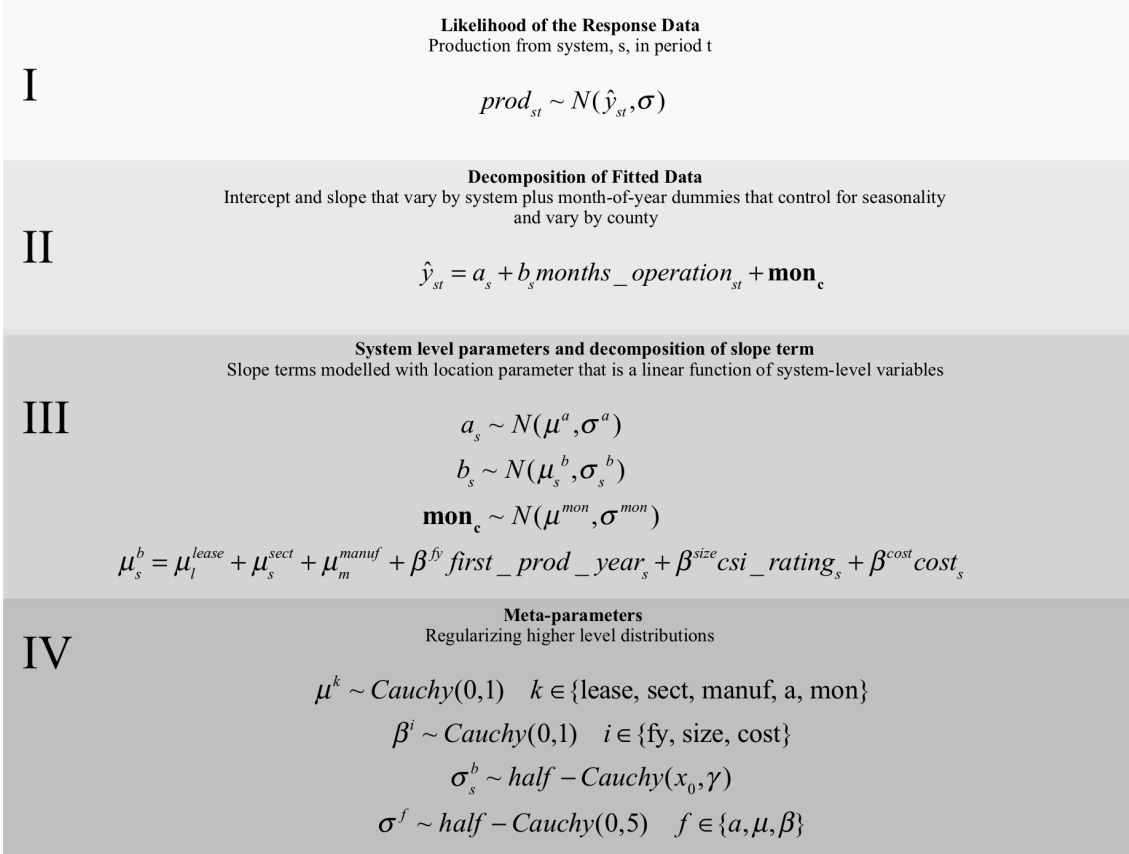 Likelihood of the Response Data
Production from system, s, in period t
I
prod_st ~ N(ŷ_st,σ)
Decomposition of Fitted Data
Intercept and slope that vary by system plus month-of-year dummies that control for seasonality
and vary by county
II
ŷ_st = a_s + b_s months_operation_st + mon_c
System level parameters and decomposition of slope term
Slope terms modelled with location parameter that is a linear function of system-level variables
III
a_s ~ N(μ^a,σ^a)
b_s ~ N(μ_s^b,σ_s^b)
mon_c ~ N(μ^mon,σ^mon)
μ_s^b = μ_l^lease + μ_s^sect + μ_m^manuf + β^fy first_prod_year_s + β^size csi_rating_s + β^cost cost_s
Meta-parameters
Regularizing higher level distributions
IV
μ^k ~ Cauchy(0,1) k ∈{lease, sect, manuf, a, mon}
β^i ~ Cauchy(0,1) i ∈{fy, size, cost}
σ_s^b ~ half − Cauchy(x_0,γ)
σ^f ~ half − Cauchy(0,5) f ∈{a,μ,β}